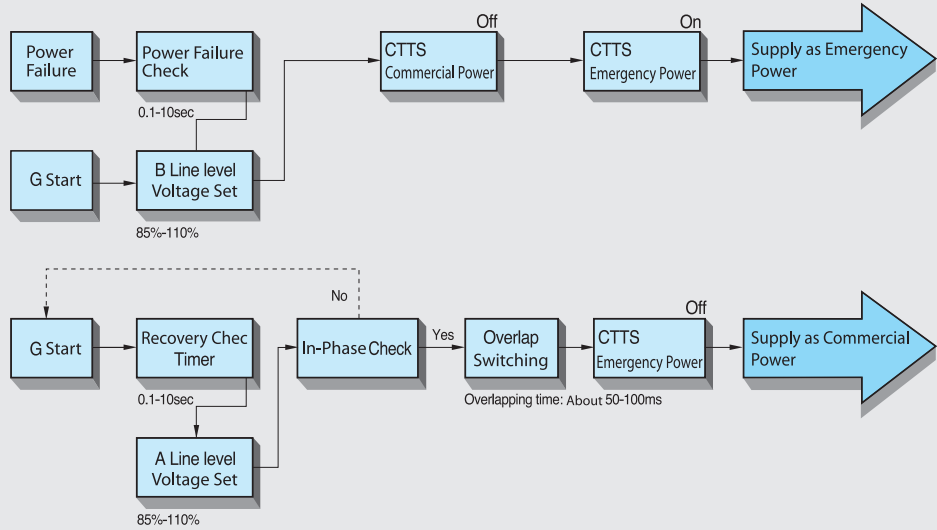 Power
Failure
Power Failure
Check
0.1-10sec
Off
CTTS
Commercial Power
On
CTTS
Emergency Power
Supply as Emergency
Power
G Start
B Line level
Voltage Set
85%-110%
No
G Start
Recovery Chec
Timer
0.1-10sec
In-Phase Check
Yes
Overlap
Switching
Overlapping time: About 50-100ms
Off
CTTS
Emergency Power
Supply as Commercial
Power
A Line level
Voltage Set
85%-110%